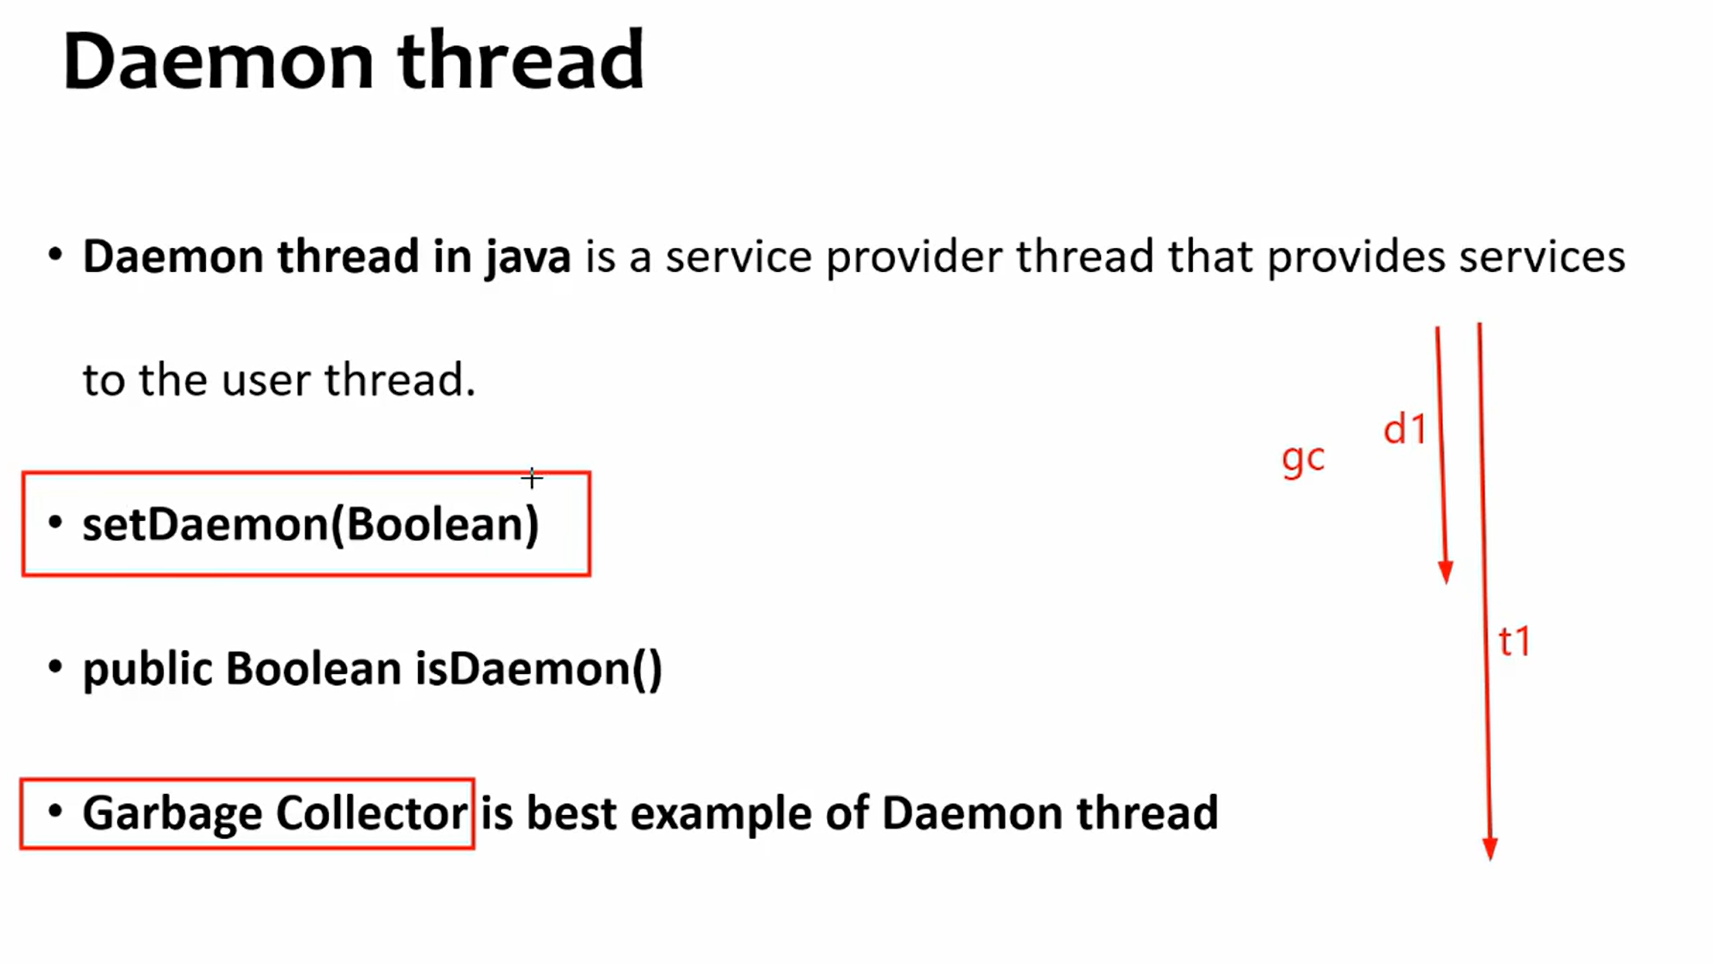 Daemon thread
• Daemon thread in java is a service provider thread that provides services
to the user thread.
d1
gc
• setDaemon(Boolean)
t1
• public Boolean isDaemon()
• Garbage Collector is best example of Daemon thread